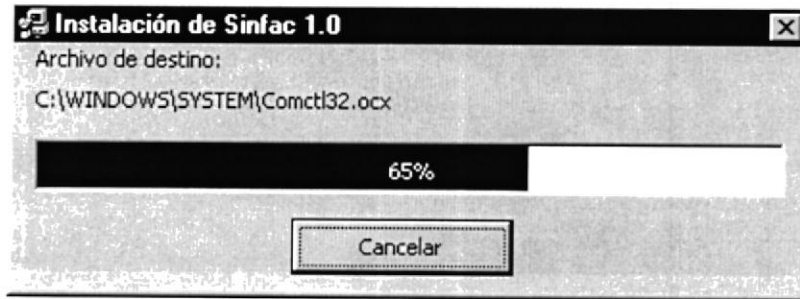 Instalación de Sinfac 1.0
Archivo de destino:
C:\WINDOWS\SYSTEM\Comctl32.ocx
65%
Cancelar